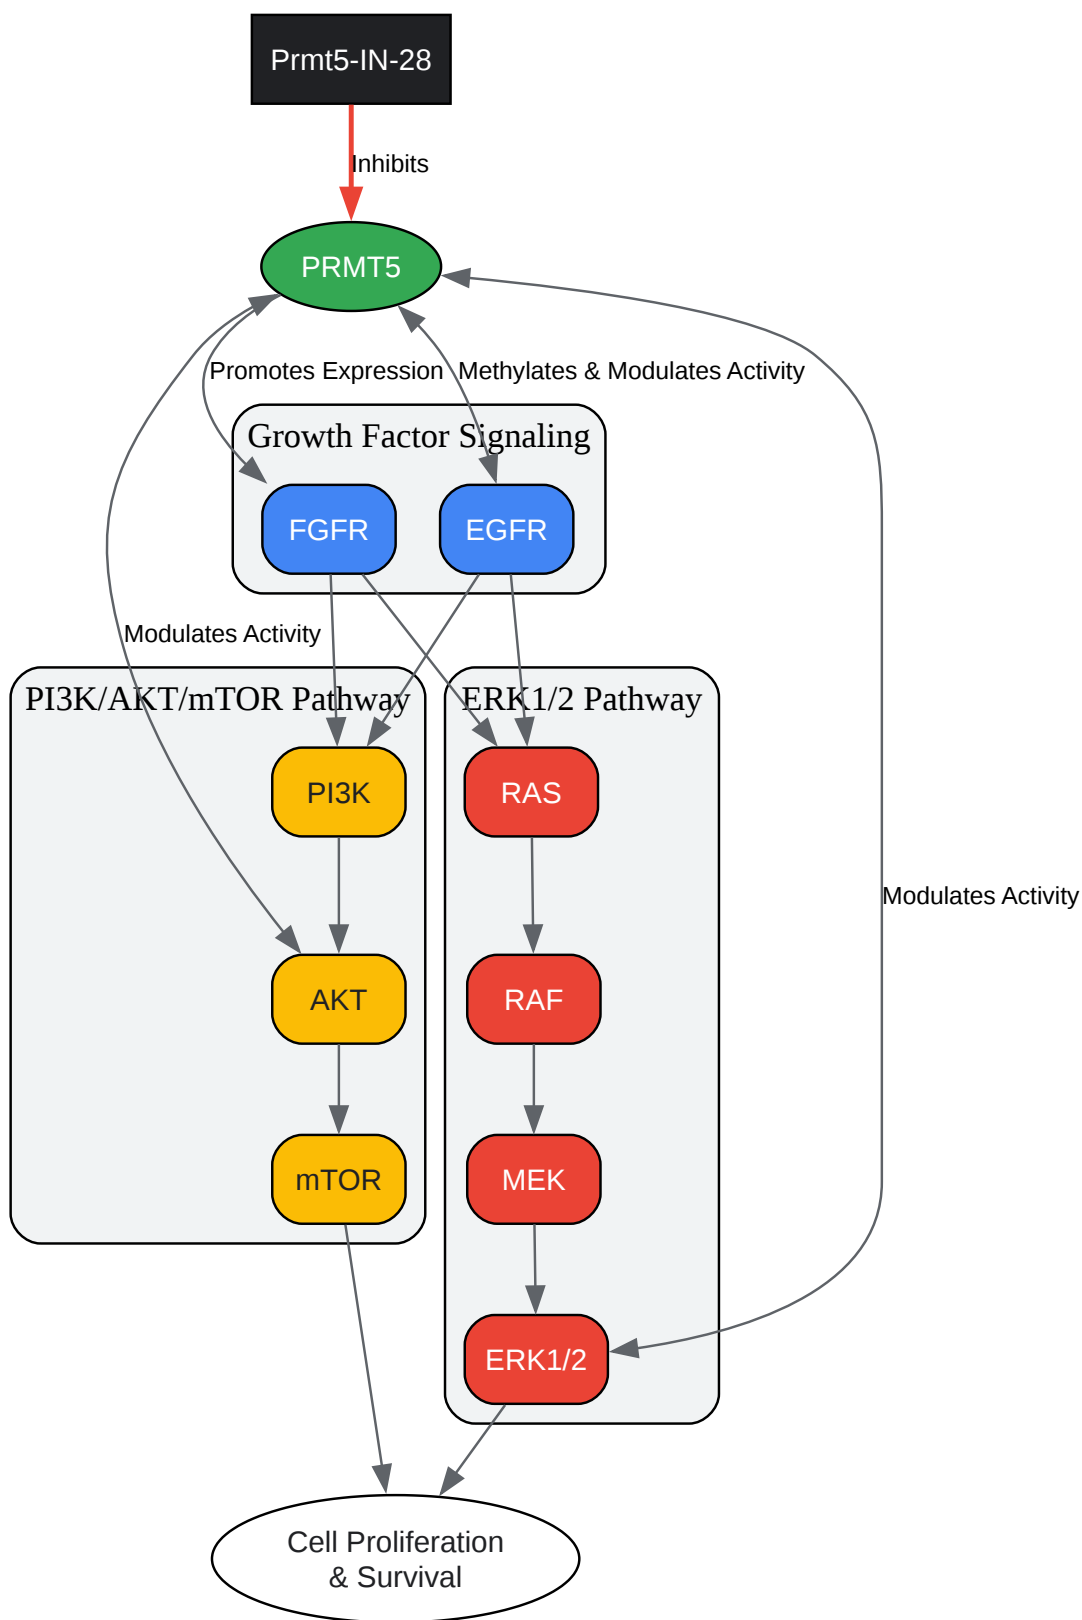 Prmt5-IN-28
Inhibits
PRMT5
Promotes Expression
Methylates & Modulates Activity
Growth Factor Signaling
FGFR
EGFR
Modulates Activity
PI3K/AKT/mTOR Pathway
ERK1/2 Pathway
PI3K
RAS
Modulates Activity
AKT
RAF
mTOR
MEK
ERK1/2
Cell Proliferation
& Survival